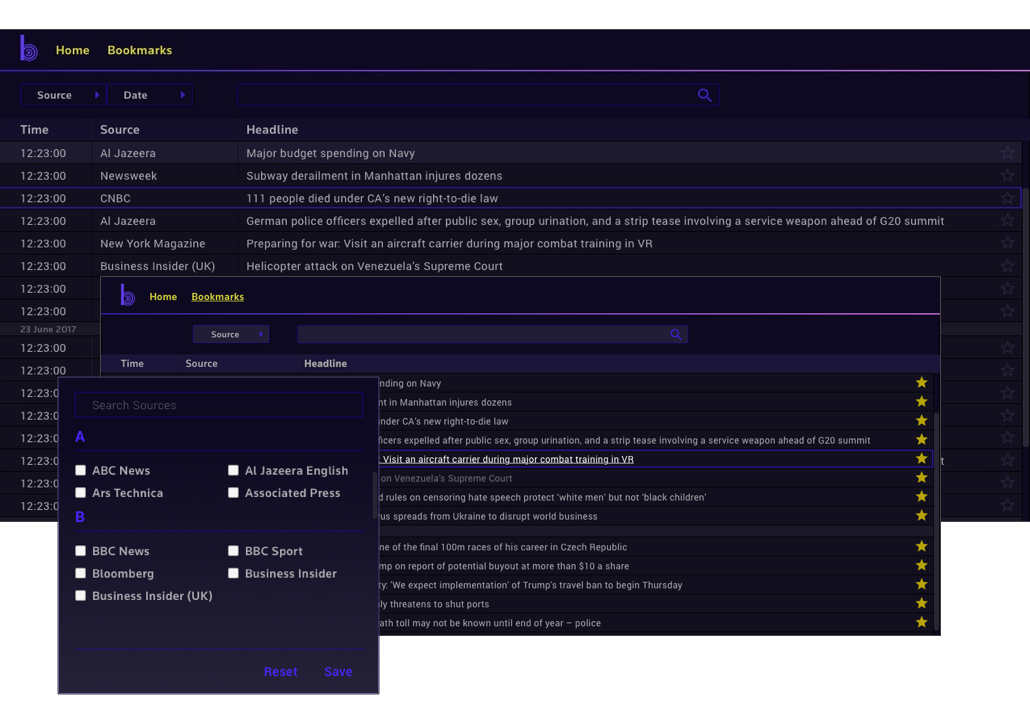 Home Bookmarks
Source Date
Time Source Headline
12:23:00 Al Jazeera Major budget spending on Navy
12:23:00 Newsweek Subway derailment in Manhattan injures dozens
12:23:00 CNBC 111 people died under CA's new right-to-die law
12:23:00 Al Jazeera German police officers expelled after public sex, group urination, and a strip tease involving a service weapon ahead of G20 summit
12:23:00 New York Magazine Preparing for war: Visit an aircraft carrier during major combat training in VR
12:23:00 Business Insider (UK) Helicopter attack on Venezuela's Supreme Court
12:23:00
12:23:00
23 June 2017
12:23:00
12:23:00
12:23:0
12:23:0
12:23:0
12:23:0
12:23:0
12:23:0
Home Bookmarks
Source
Time Source Headline
nding on Navy
nt in Manhattan injures dozens
nder CA's new right-to-die law
ficers expelled after public sex, group urination, and a strip tease involving a service weapon ahead of G20 summit
: Visit an aircraft carrier during major combat training in VR
on Venezuela's Supreme Court
d rules on censoring hate speech protect 'white men' but not 'black children'
rus spreads from Ukraine to disrupt world business
ne of the final 100m races of his career in Czech Republic
mp on report of potential buyout at more than $10 a share
ty: 'We expect implementation' of Trump's travel ban to begin Thursday
ly threatens to shut ports
ath toll may not be known until end of year – police
Search Sources
A
ABC News Al Jazeera English
Ars Technica Associated Press
B
BBC News BBC Sport
Bloomberg Business Insider
Business Insider (UK)
Reset Save